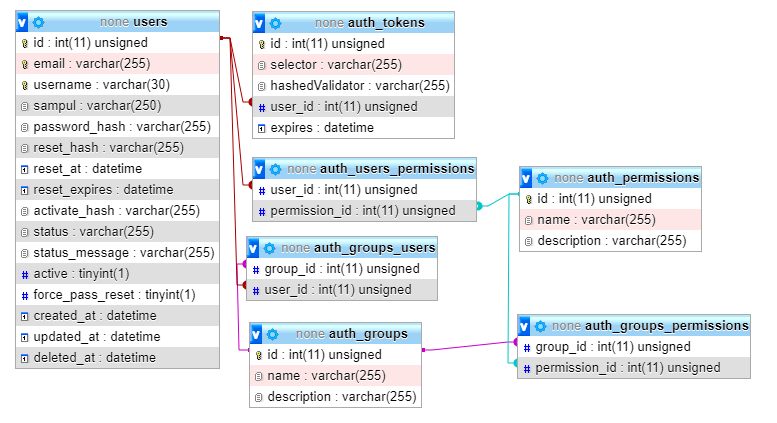 none users
id : int(11) unsigned
email : varchar(255)
username : varchar(30)
sampul : varchar(250)
password_hash : varchar(255)
reset_hash : varchar(255)
reset_at : datetime
reset_expires : datetime
activate_hash : varchar(255)
status : varchar(255)
status_message : varchar(255)
active : tinyint(1)
force_pass_reset : tinyint(1)
created_at : datetime
updated_at : datetime
deleted_at : datetime
none auth_tokens
id : int(11) unsigned
selector : varchar(255)
hashedValidator : varchar(255)
user_id : int(11) unsigned
expires : datetime
none auth_users_permissions
user_id : int(11) unsigned
permission_id : int(11) unsigned
none auth_groups_users
group_id : int(11) unsigned
user_id : int(11) unsigned
none auth_groups
id : int(11) unsigned
name : varchar(255)
description : varchar(255)
none auth_permissions
id : int(11) unsigned
name : varchar(255)
description : varchar(255)
none auth_groups_permissions
group_id : int(11) unsigned
permission_id : int(11) unsigned